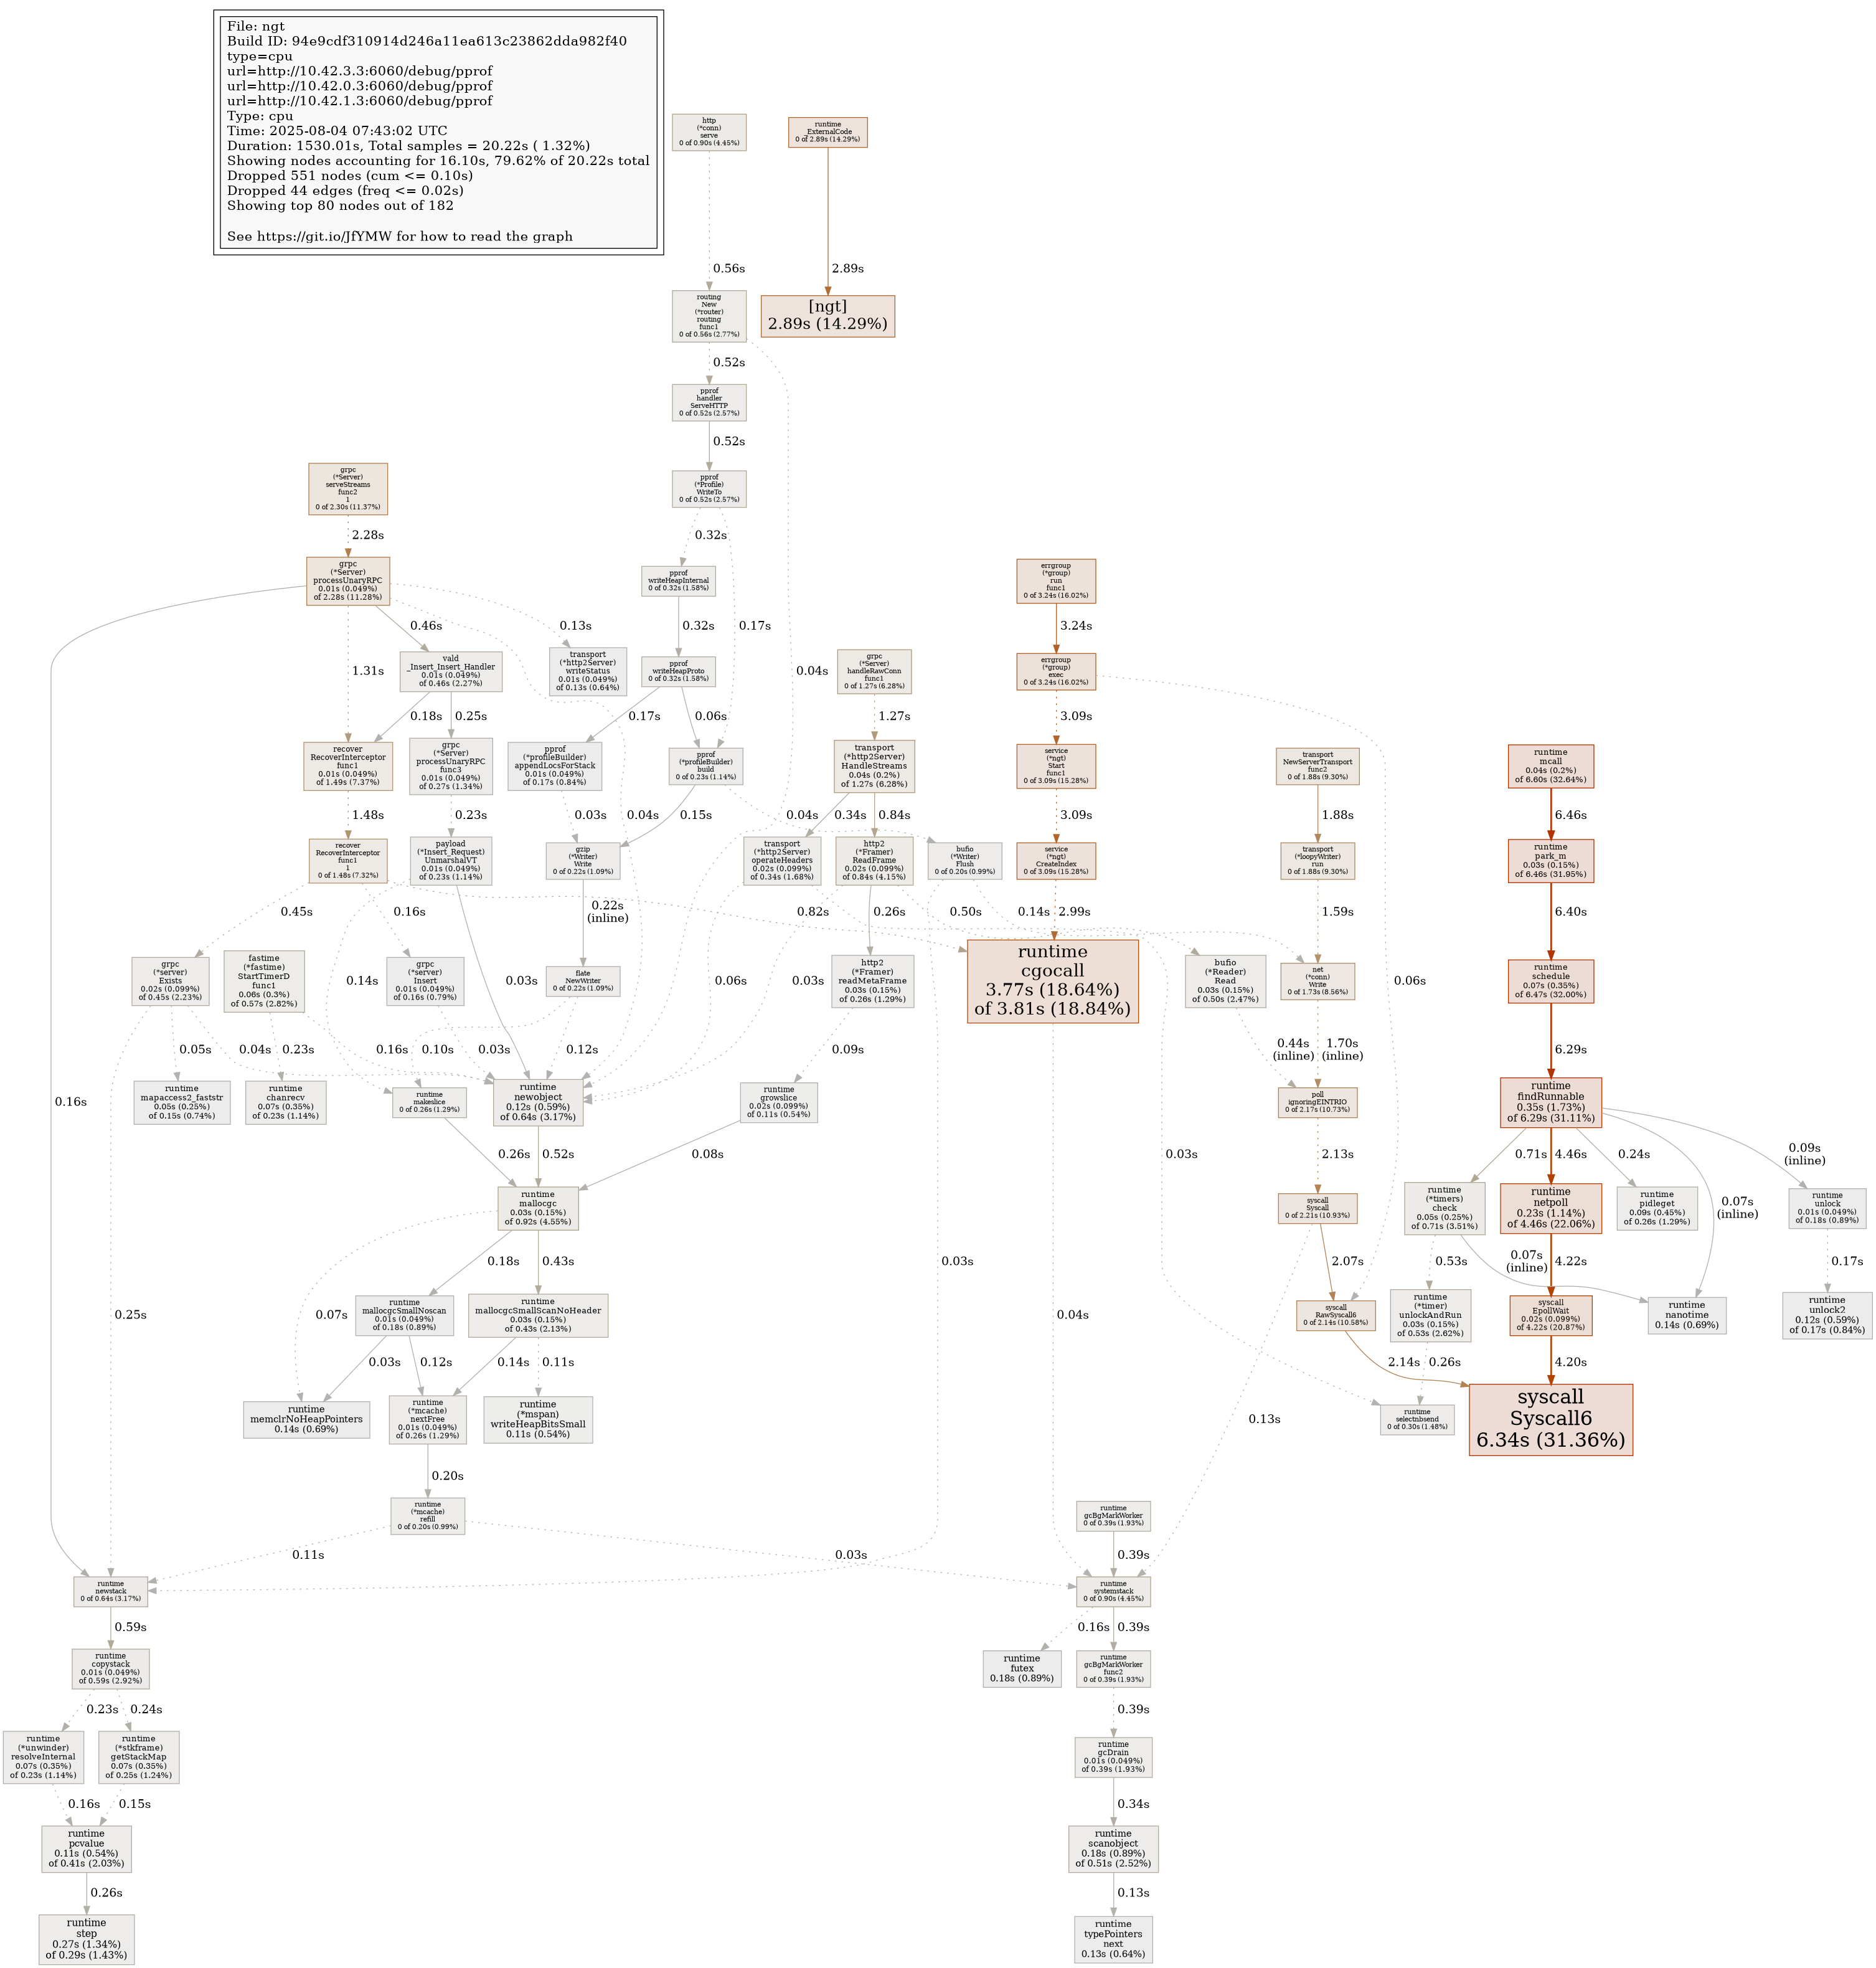 File: ngt
Build ID: 94e9cdf310914d246a11ea613c23862dda982f40
type=cpu
url=http://10.42.3.3:6060/debug/pprof
url=http://10.42.0.3:6060/debug/pprof
url=http://10.42.1.3:6060/debug/pprof
Type: cpu
Time: 2025-08-04 07:43:02 UTC
Duration: 1530.01s, Total samples = 20.22s ( 1.32%)
Showing nodes accounting for 16.10s, 79.62% of 20.22s total
Dropped 551 nodes (cum <= 0.10s)
Dropped 44 edges (freq <= 0.02s)
Showing top 80 nodes out of 182
See https://git.io/JfYMW for how to read the graph
http
(*conn)
serve
0 of 0.90s (4.45%)
runtime
_ExternalCode
0 of 2.89s (14.29%)
0.56s
2.89s
routing
New
(*router)
routing
func1
0 of 0.56s (2.77%)
[ngt]
2.89s (14.29%)
0.52s
pprof
handler
ServeHTTP
0 of 0.52s (2.57%)
0.52s
pprof
(*Profile)
WriteTo
0 of 0.52s (2.57%)
grpc
(*Server)
serveStreams
func2
1
0 of 2.30s (11.37%)
2.28s
0.32s
grpc
(*Server)
processUnaryRPC
0.01s (0.049%)
of 2.28s (11.28%)
pprof
writeHeapInternal
0 of 0.32s (1.58%)
errgroup
(*group)
run
func1
0 of 3.24s (16.02%)
0.46s
0.13s
0.32s
0.17s
3.24s
1.31s
vald
_Insert_Insert_Handler
0.01s (0.049%)
of 0.46s (2.27%)
transport
(*http2Server)
writeStatus
0.01s (0.049%)
of 0.13s (0.64%)
pprof
writeHeapProto
0 of 0.32s (1.58%)
0.04s
grpc
(*Server)
handleRawConn
func1
0 of 1.27s (6.28%)
errgroup
(*group)
exec
0 of 3.24s (16.02%)
0.18s
0.25s
0.17s
0.06s
1.27s
3.09s
recover
RecoverInterceptor
func1
0.01s (0.049%)
of 1.49s (7.37%)
grpc
(*Server)
processUnaryRPC
func3
0.01s (0.049%)
of 0.27s (1.34%)
pprof
(*profileBuilder)
appendLocsForStack
0.01s (0.049%)
of 0.17s (0.84%)
pprof
(*profileBuilder)
build
0 of 0.23s (1.14%)
transport
(*http2Server)
HandleStreams
0.04s (0.2%)
of 1.27s (6.28%)
service
(*ngt)
Start
func1
0 of 3.09s (15.28%)
transport
NewServerTransport
func2
0 of 1.88s (9.30%)
runtime
mcall
0.04s (0.2%)
of 6.60s (32.64%)
1.48s
0.23s
0.03s
0.04s
0.15s
0.04s
0.34s
0.84s
3.09s
1.88s
6.46s
recover
RecoverInterceptor
func1
1
0 of 1.48s (7.32%)
payload
(*Insert_Request)
UnmarshalVT
0.01s (0.049%)
of 0.23s (1.14%)
gzip
(*Writer)
Write
0 of 0.22s (1.09%)
transport
(*http2Server)
operateHeaders
0.02s (0.099%)
of 0.34s (1.68%)
http2
(*Framer)
ReadFrame
0.02s (0.099%)
of 0.84s (4.15%)
bufio
(*Writer)
Flush
0 of 0.20s (0.99%)
service
(*ngt)
CreateIndex
0 of 3.09s (15.28%)
transport
(*loopyWriter)
run
0 of 1.88s (9.30%)
runtime
park_m
0.03s (0.15%)
of 6.46s (31.95%)
0.45s
0.16s
0.22s
(inline)
0.82s
0.26s
0.50s
0.14s
2.99s
1.59s
6.40s
grpc
(*server)
Exists
0.02s (0.099%)
of 0.45s (2.23%)
fastime
(*fastime)
StartTimerD
func1
0.06s (0.3%)
of 0.57s (2.82%)
0.14s
grpc
(*server)
Insert
0.01s (0.049%)
of 0.16s (0.79%)
0.03s
flate
NewWriter
0 of 0.22s (1.09%)
0.06s
0.03s
http2
(*Framer)
readMetaFrame
0.03s (0.15%)
of 0.26s (1.29%)
runtime
cgocall
3.77s (18.64%)
of 3.81s (18.84%)
bufio
(*Reader)
Read
0.03s (0.15%)
of 0.50s (2.47%)
net
(*conn)
Write
0 of 1.73s (8.56%)
0.06s
runtime
schedule
0.07s (0.35%)
of 6.47s (32.00%)
0.05s
0.04s
0.23s
0.16s
0.10s
0.03s
0.12s
0.09s
0.44s
(inline)
1.70s
(inline)
6.29s
0.16s
runtime
mapaccess2_faststr
0.05s (0.25%)
of 0.15s (0.74%)
runtime
chanrecv
0.07s (0.35%)
of 0.23s (1.14%)
runtime
makeslice
0 of 0.26s (1.29%)
runtime
newobject
0.12s (0.59%)
of 0.64s (3.17%)
runtime
growslice
0.02s (0.099%)
of 0.11s (0.54%)
poll
ignoringEINTRIO
0 of 2.17s (10.73%)
runtime
findRunnable
0.35s (1.73%)
of 6.29s (31.11%)
0.26s
0.52s
0.08s
0.03s
2.13s
0.71s
4.46s
0.24s
0.07s
(inline)
0.09s
(inline)
runtime
mallocgc
0.03s (0.15%)
of 0.92s (4.55%)
syscall
Syscall
0 of 2.21s (10.93%)
runtime
(*timers)
check
0.05s (0.25%)
of 0.71s (3.51%)
runtime
netpoll
0.23s (1.14%)
of 4.46s (22.06%)
runtime
pidleget
0.09s (0.45%)
of 0.26s (1.29%)
runtime
unlock
0.01s (0.049%)
of 0.18s (0.89%)
0.25s
0.07s
0.18s
0.43s
0.03s
0.04s
2.07s
0.53s
0.07s
(inline)
4.22s
0.17s
runtime
mallocgcSmallNoscan
0.01s (0.049%)
of 0.18s (0.89%)
runtime
mallocgcSmallScanNoHeader
0.03s (0.15%)
of 0.43s (2.13%)
syscall
RawSyscall6
0 of 2.14s (10.58%)
runtime
(*timer)
unlockAndRun
0.03s (0.15%)
of 0.53s (2.62%)
syscall
EpollWait
0.02s (0.099%)
of 4.22s (20.87%)
runtime
nanotime
0.14s (0.69%)
runtime
unlock2
0.12s (0.59%)
of 0.17s (0.84%)
0.03s
0.12s
0.14s
0.11s
2.14s
0.26s
4.20s
runtime
memclrNoHeapPointers
0.14s (0.69%)
runtime
(*mcache)
nextFree
0.01s (0.049%)
of 0.26s (1.29%)
runtime
(*mspan)
writeHeapBitsSmall
0.11s (0.54%)
0.13s
runtime
selectnbsend
0 of 0.30s (1.48%)
syscall
Syscall6
6.34s (31.36%)
0.20s
runtime
(*mcache)
refill
0 of 0.20s (0.99%)
runtime
gcBgMarkWorker
0 of 0.39s (1.93%)
0.11s
0.03s
0.39s
runtime
newstack
0 of 0.64s (3.17%)
runtime
systemstack
0 of 0.90s (4.45%)
0.59s
0.16s
0.39s
runtime
copystack
0.01s (0.049%)
of 0.59s (2.92%)
runtime
futex
0.18s (0.89%)
runtime
gcBgMarkWorker
func2
0 of 0.39s (1.93%)
0.23s
0.24s
0.39s
runtime
(*unwinder)
resolveInternal
0.07s (0.35%)
of 0.23s (1.14%)
runtime
(*stkframe)
getStackMap
0.07s (0.35%)
of 0.25s (1.24%)
runtime
gcDrain
0.01s (0.049%)
of 0.39s (1.93%)
0.16s
0.15s
0.34s
runtime
pcvalue
0.11s (0.54%)
of 0.41s (2.03%)
runtime
scanobject
0.18s (0.89%)
of 0.51s (2.52%)
0.26s
0.13s
runtime
step
0.27s (1.34%)
of 0.29s (1.43%)
runtime
typePointers
next
0.13s (0.64%)